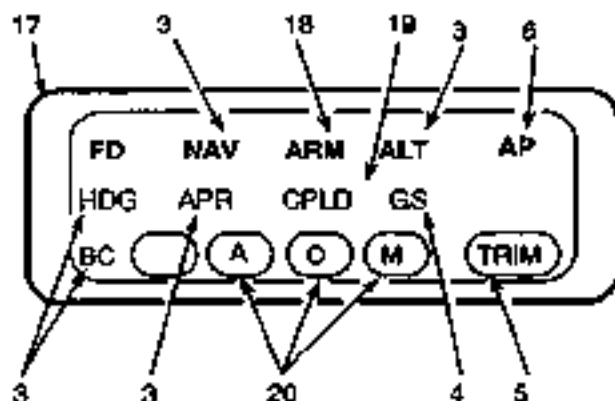 17 3 18 19 3 6
FD NAV ARM ALT AP
HDG APR CPLD GS
BC A O M TRIM
3 3 20 4 5